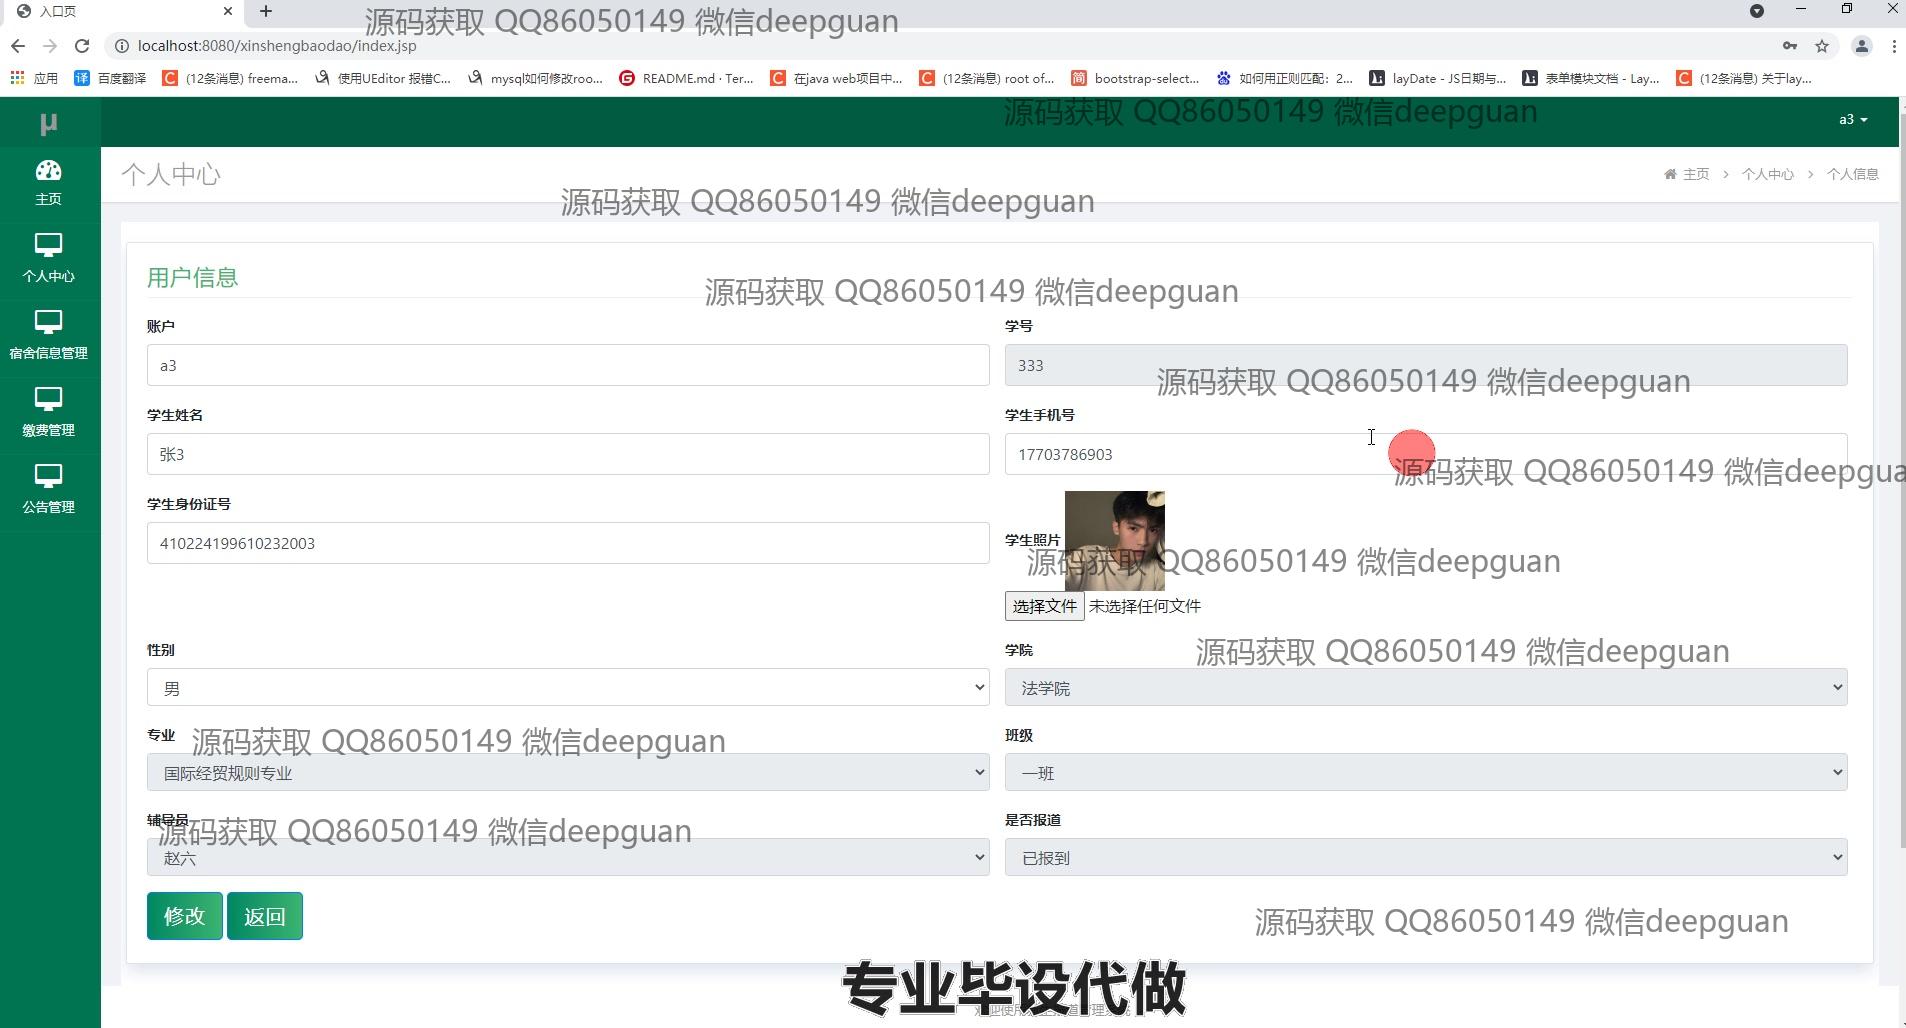 入口页
源码获取 QQ86050149 微信deepguan
localhost:8080/xinshengbaodao/index.jsp
应用
百度翻译
(12条消息) freema...
使用UEditor 报错C...
mysql如何修改roo...
README.md · Ter...
在java web项目中...
(12条消息) root of...
bootstrap-select...
如何用正则匹配：2...
layDate - JS日期与...
表单模块文档 - Lay...
(12条消息) 关于lay...
μ
源码获取 QQ86050149 微信deepguan
a3
主页
个人中心
宿舍信息管理
缴费管理
公告管理
个人中心
主页 > 个人中心 > 个人信息
源码获取 QQ86050149 微信deepguan
用户信息
源码获取 QQ86050149 微信deepguan
账户
学号
a3
333
源码获取 QQ86050149 微信deepguan
学生姓名
学生手机号
张3
17703786903
源码获取 QQ86050149 微信deepgua
学生身份证号
410224199610232003
学生照片
源码获取 QQ86050149 微信deepguan
选择文件 未选择任何文件
性别
学院
源码获取 QQ86050149 微信deepguan
男
法学院
专业
源码获取 QQ86050149 微信deepguan
班级
国际经贸规则专业
一班
辅导员
源码获取 QQ86050149 微信deepguan
是否报道
赵六
已报到
修改
返回
源码获取 QQ86050149 微信deepguan
专业毕设代做